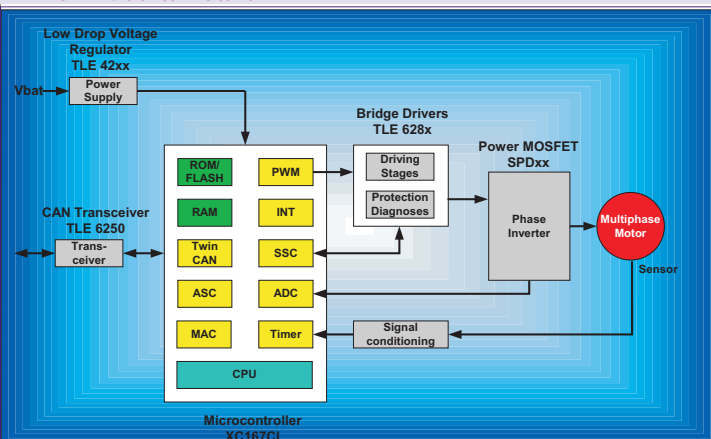 Low Drop Voltage
Regulator
TLE 42xx
Vbat
Power
Supply
Bridge Drivers
TLE 628x
Driving
Stages
Protection
Diagnoses
Power MOSFET
SPDxx
Phase
Inverter
Multiphase
Motor
Sensor
ROM/
FLASH
PWM
RAM
INT
CAN Transceiver
TLE 6250
Trans-
ceiver
Twin
CAN
SSC
ASC
ADC
MAC
Timer
Signal
conditioning
CPU
Microcontroller
XC167CI